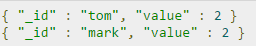 { "_id" : "tom", "value" : 2 }
{ "_id" : "mark", "value" : 2 }